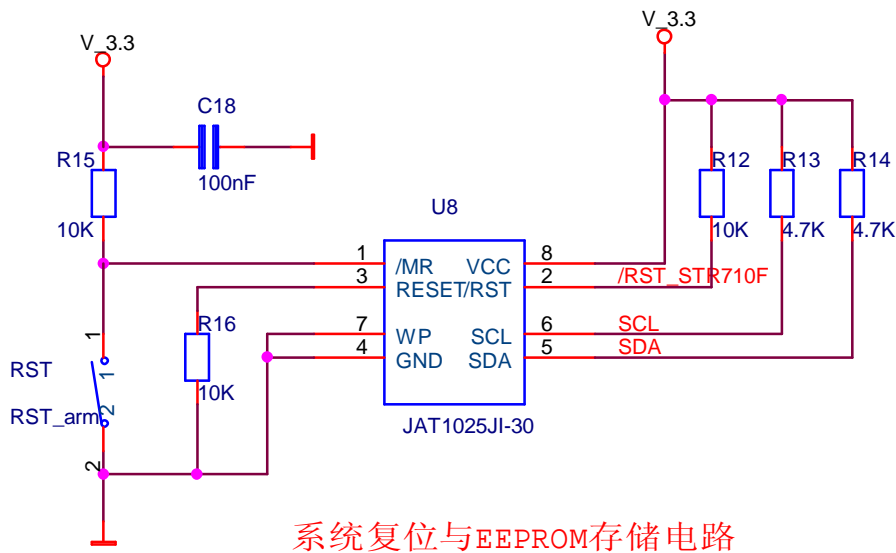 V_3.3
V_3.3
C18
100nF
R15
10K
R12
10K
R13
4.7K
R14
4.7K
U8
1
/MR
VCC
8
3
RESET
/RST
2
/RST_STR710F
7
WP
SCL
6
SCL
4
GND
SDA
5
SDA
JAT1025JI-30
R16
10K
1
RST
1
RST_arm
2
2
系统复位与EEPROM存储电路